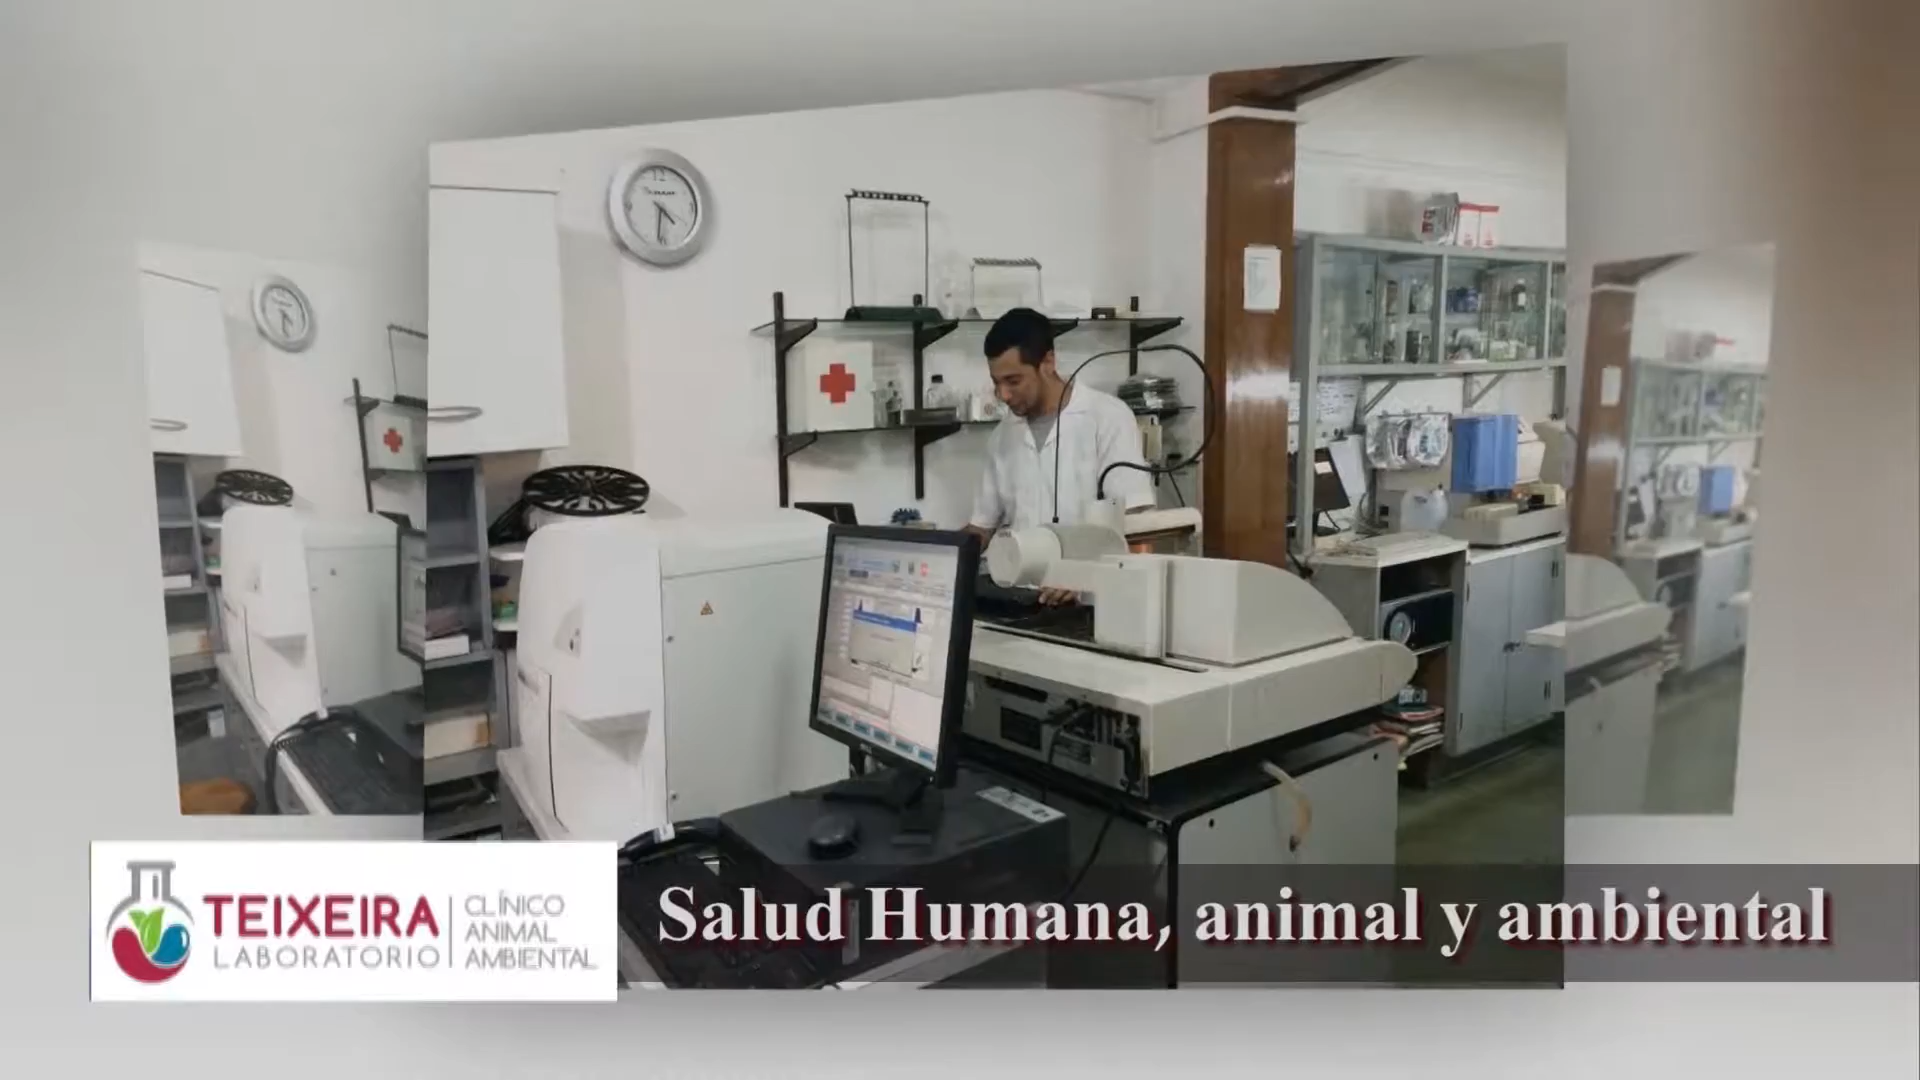 TEIXEIRA
LABORATORIO
CLÍNICO
ANIMAL
AMBIENTAL
Salud Humana, animal y ambiental